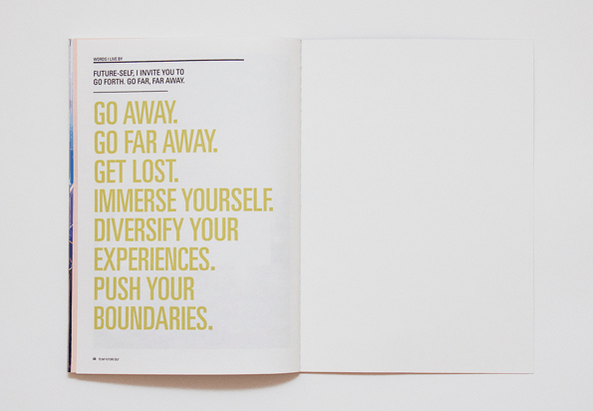 WORDS I LIVE BY
FUTURE-SELF, I INVITE YOU TO
GO FORTH. GO FAR, FAR AWAY.
GO AWAY.
GO FAR AWAY.
GET LOST.
IMMERSE YOURSELF.
DIVERSIFY YOUR
EXPERIENCES.
PUSH YOUR
BOUNDARIES.